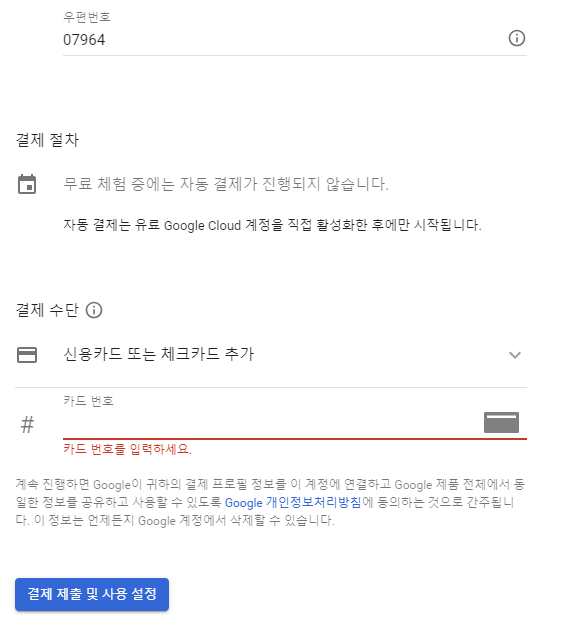 우편번호
07964
결제 절차
무료 체험 중에는 자동 결제가 진행되지 않습니다.
자동 결제는 유료 Google Cloud 계정을 직접 활성화한 후에만 시작됩니다.
결제 수단
신용카드 또는 체크카드 추가
카드 번호
#
카드 번호를 입력하세요.
계속 진행하면 Google이 귀하의 결제 프로필 정보를 이 계정에 연결하고 Google 제품 전체에서 동
일한 정보를 공유하고 사용할 수 있도록 Google 개인정보처리방침에 동의하는 것으로 간주됩니
다. 이 정보는 언제든지 Google 계정에서 삭제할 수 있습니다.
결제 제출 및 사용 설정